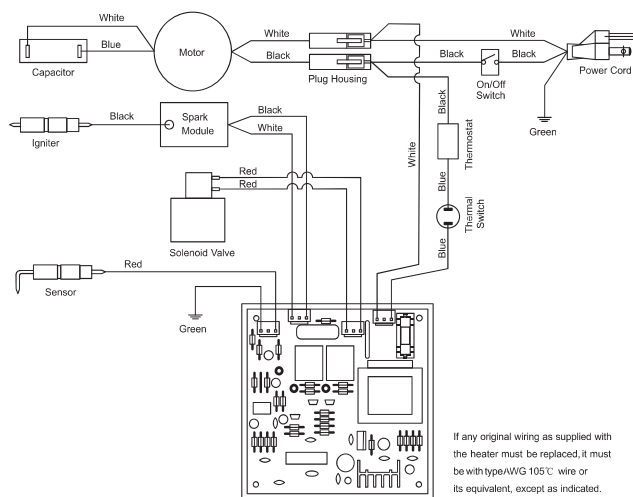 White
White
White
Blue
Motor
Black
Black
Black
Capacitor
Plug Housing
On/Off
Switch
Power Cord
Black
Spark
Module
Black
White
Igniter
Black
Thermostat
Green
White
Red
Red
Blue
Thermal
Switch
Solenoid Valve
Blue
Red
Sensor
Green
If any original wiring as supplied with
the heater must be replaced, it must
be with type AWG 105℃ wire or
its equivalent, except as indicated.